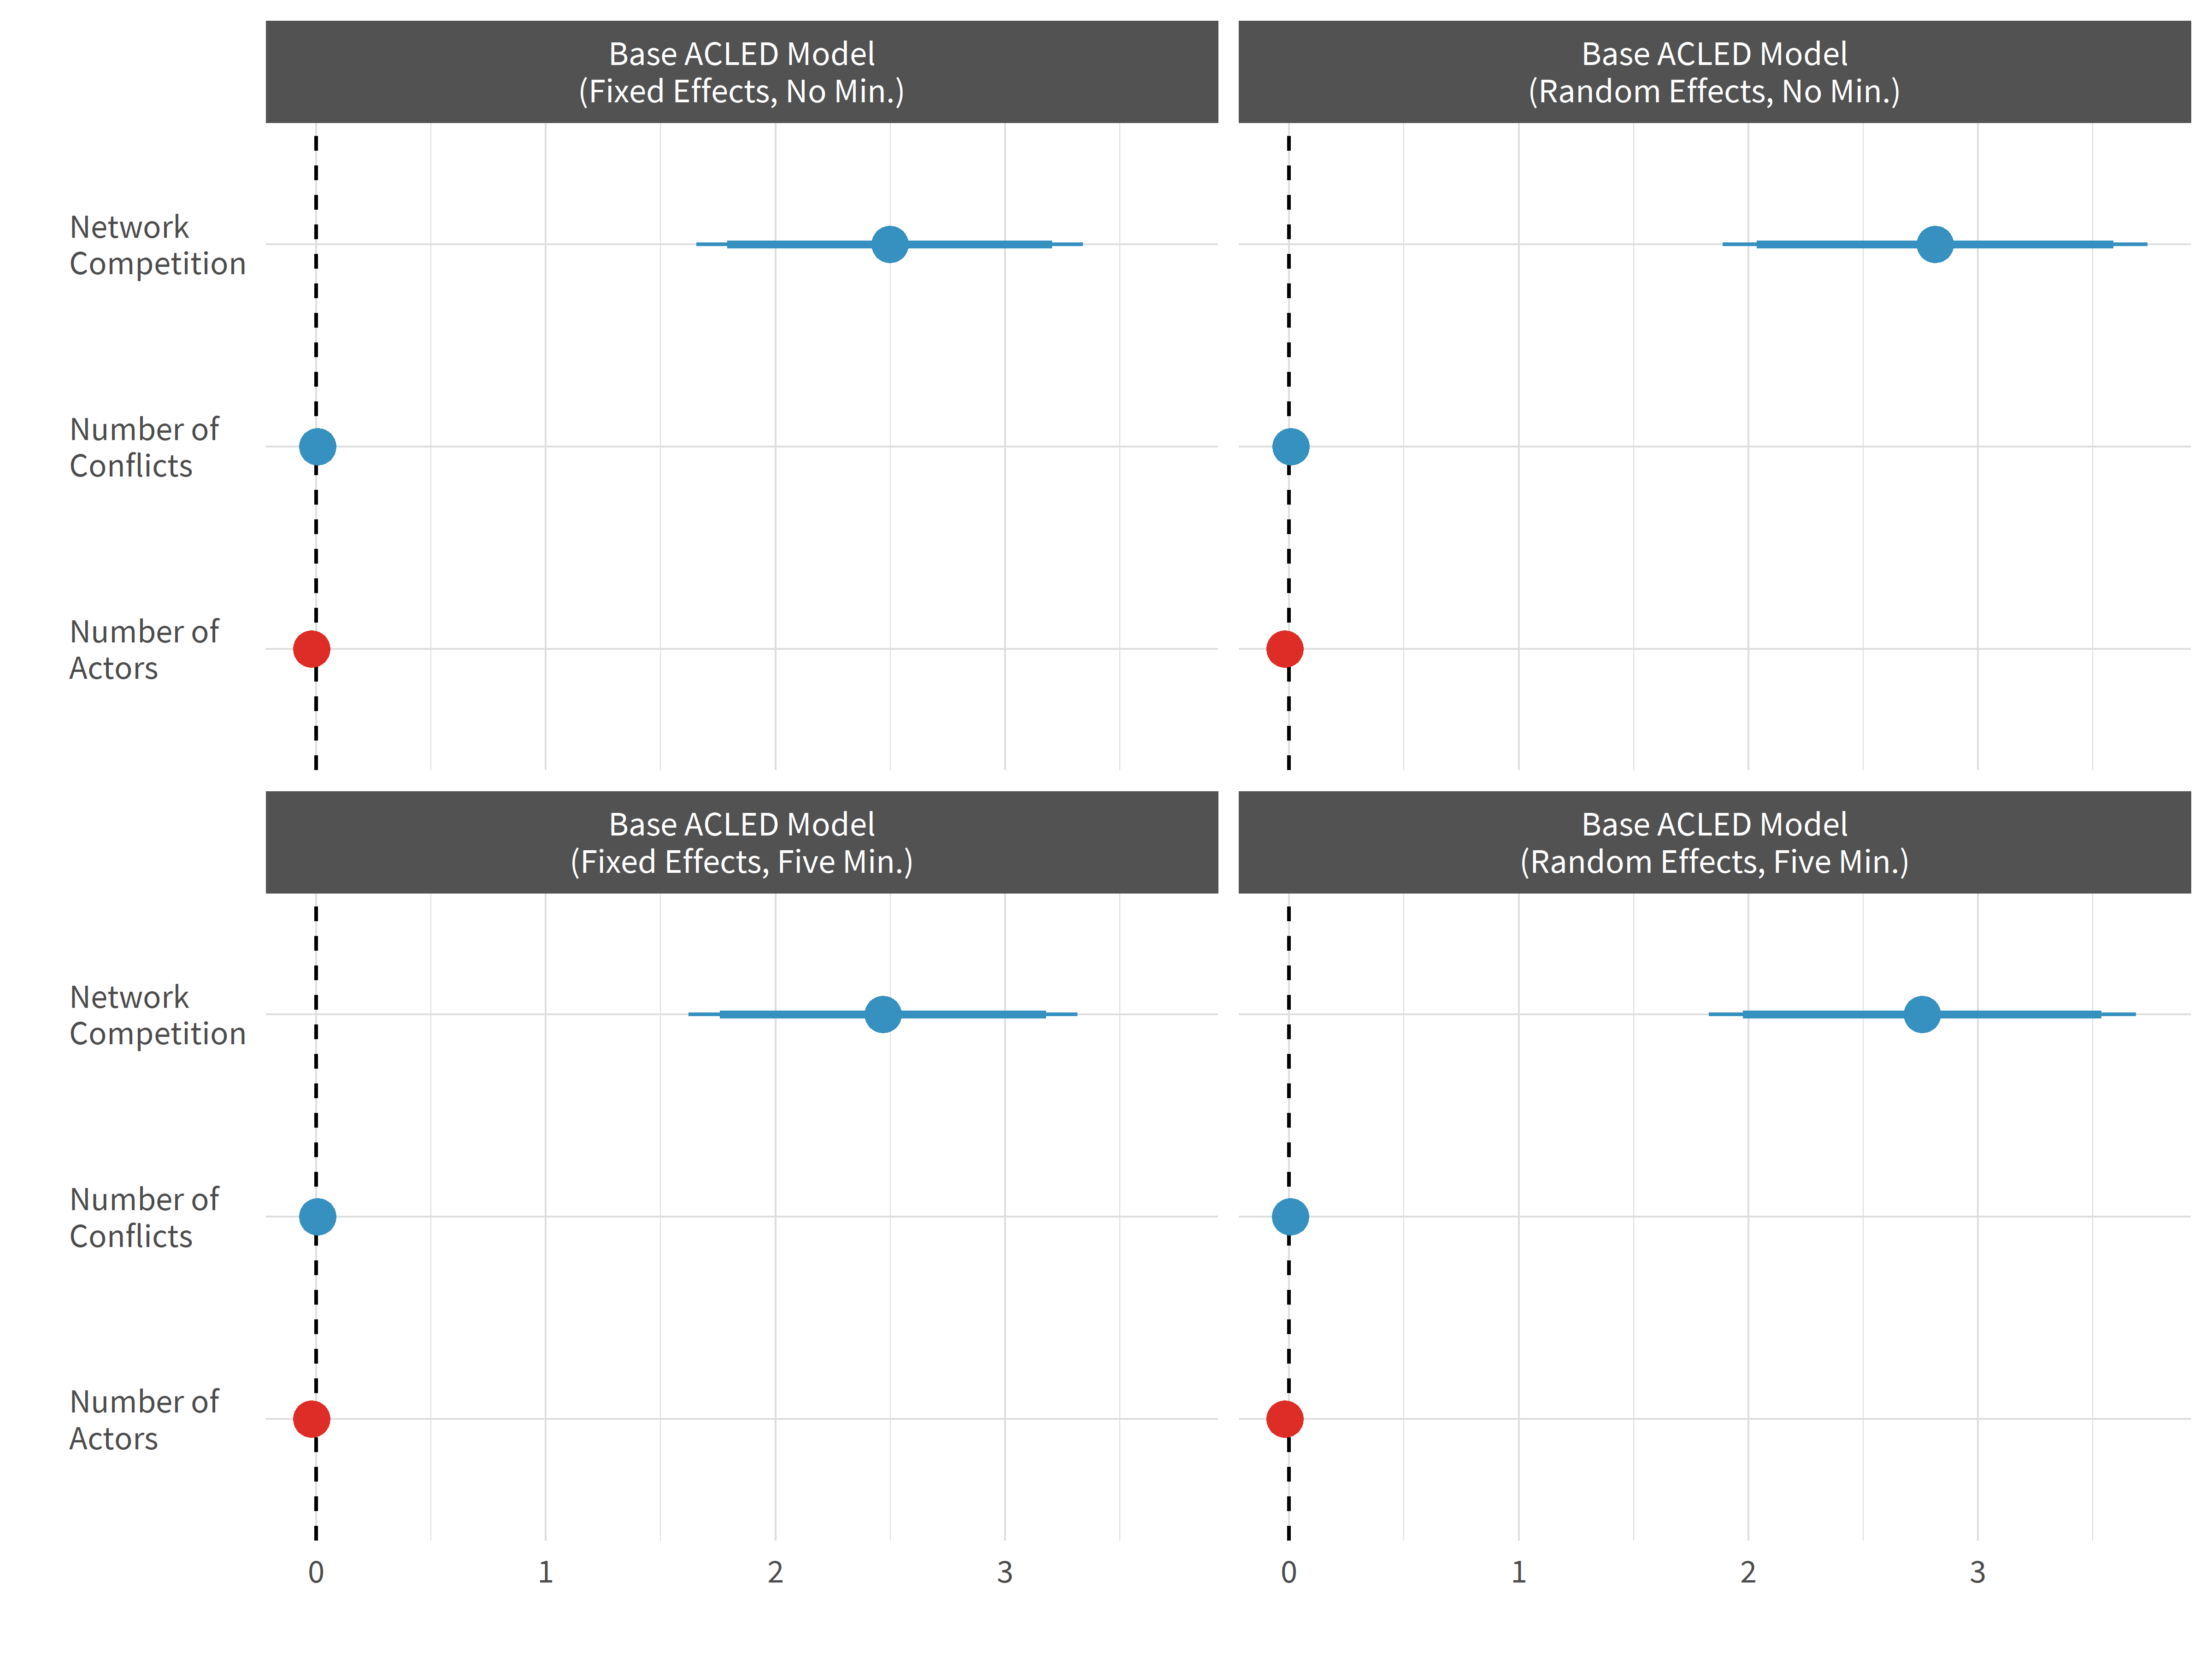 Base ACLED Model
(Fixed Effects, No Min.)
Base ACLED Model
(Random Effects, No Min.)
Network
Competition
Number of
Conflicts
Number of
Actors
Base ACLED Model
(Fixed Effects, Five Min.)
Base ACLED Model
(Random Effects, Five Min.)
Network
Competition
Number of
Conflicts
Number of
Actors
0 1 2 3
0 1 2 3